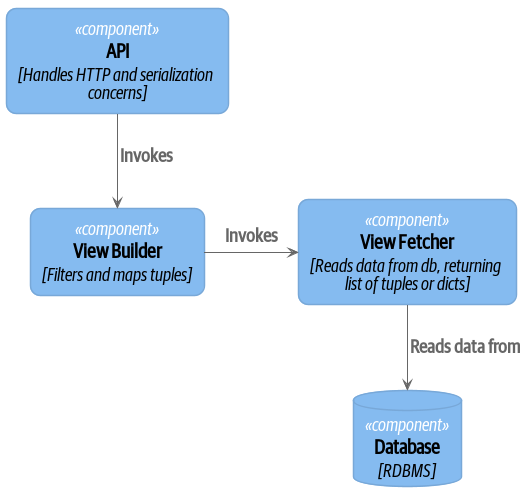 «component»
API
[Handles HTTP and serialization
concerns]
Invokes
«component»
View Builder
[Filters and maps tuples]
Invokes
«component»
View Fetcher
[Reads data from db, returning
list of tuples or dicts]
Reads data from
«component»
Database
[RDBMS]